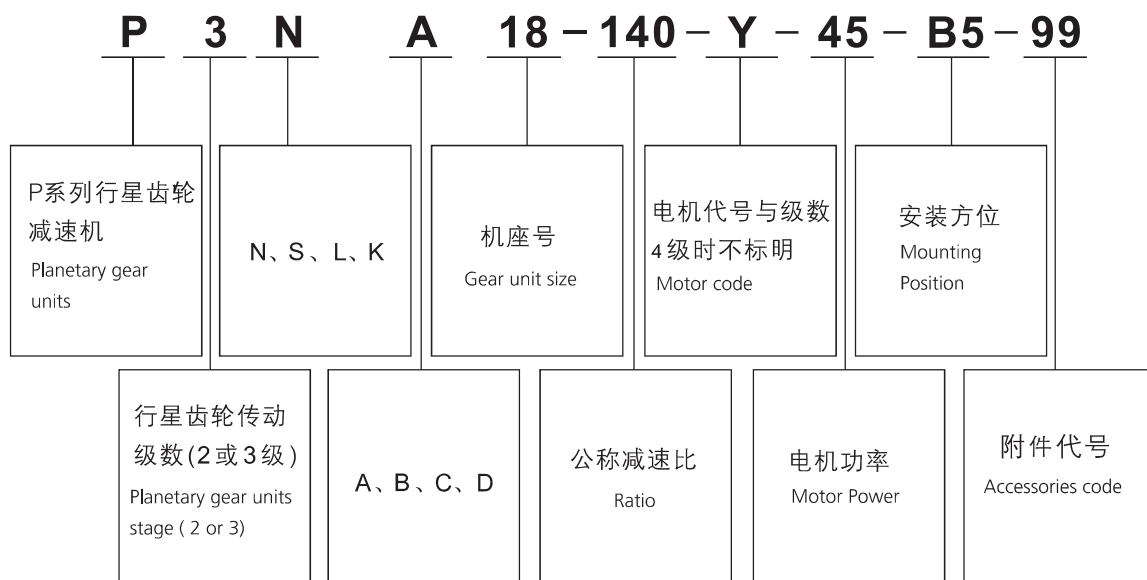 P 3 N A 18-140-Y-45-B5-99
P系列行星齿轮
减速机
Planetary gear
units
N、S、L、K
机座号
Gear unit size
电机代号与级数
4级时不标明
Motor code
安装方位
Mounting
Position
行星齿轮传动
级数(2或3级)
Planetary gear units
stage ( 2 or 3)
A、B、C、D
公称减速比
Ratio
电机功率
Motor Power
附件代号
Accessories code